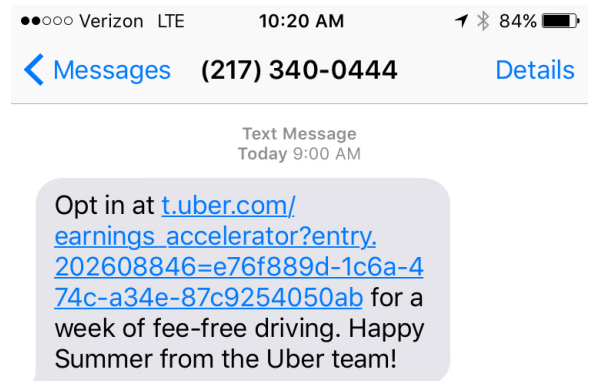 ●●○○○ Verizon LTE 10:20 AM 84%
Messages (217) 340-0444 Details
Text Message
Today 9:00 AM
Opt in at t.uber.com/
earnings_accelerator?entry.
202608846=e76f889d-1c6a-4
74c-a34e-87c9254050ab for a
week of fee-free driving. Happy
Summer from the Uber team!